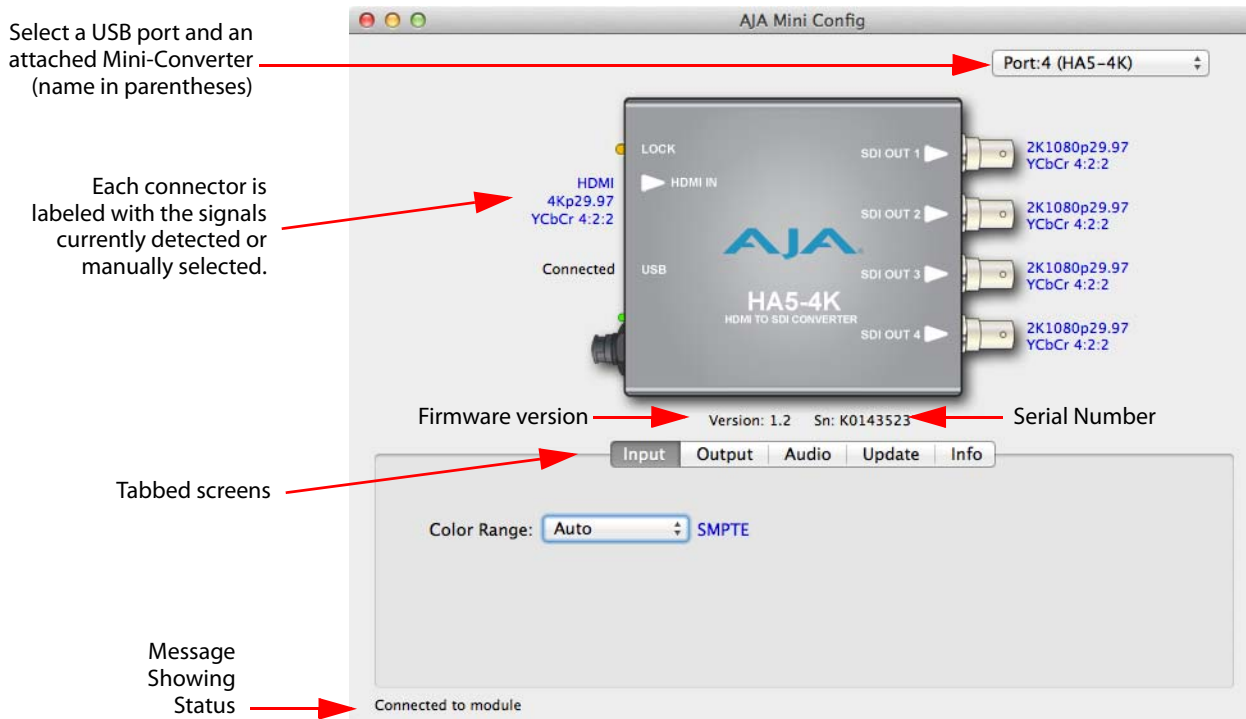 AJA Mini Config
Select a USB port and an
attached Mini-Converter
(name in parentheses)
Port:4 (HA5-4K)
LOCK
HDMI IN
USB
SDI OUT 1
SDI OUT 2
SDI OUT 3
SDI OUT 4
AJA
HA5-4K
HDMI TO SDI CONVERTER
Each connector is
labeled with the signals
currently detected or
manually selected.
HDMI
4Kp29.97
YCbCr 4:2:2
Connected
2K1080p29.97
YCbCr 4:2:2
2K1080p29.97
YCbCr 4:2:2
2K1080p29.97
YCbCr 4:2:2
2K1080p29.97
YCbCr 4:2:2
Firmware version
Version: 1.2 Sn: K0143523
Serial Number
Tabbed screens
Input Output Audio Update Info
Color Range: Auto SMPTE
Message
Showing
Status
Connected to module